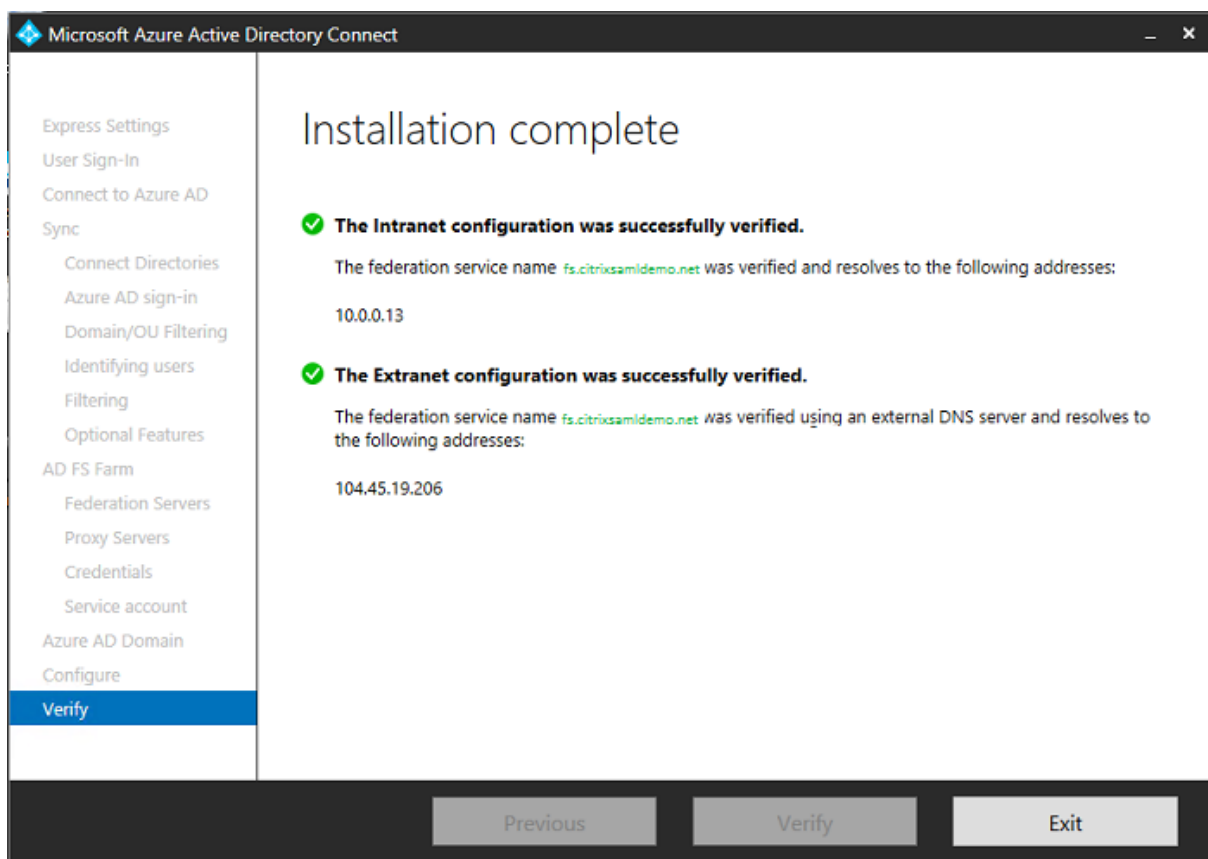 Microsoft Azure Active Directory Connect
Express Settings
User Sign-In
Connect to Azure AD
Sync
Connect Directories
Azure AD sign-in
Domain/OU Filtering
Identifying users
Filtering
Optional Features
AD FS Farm
Federation Servers
Proxy Servers
Credentials
Service account
Azure AD Domain
Configure
Verify
Installation complete
The Intranet configuration was successfully verified.
The federation service name fs.citrixsamldemo.net was verified and resolves to the following addresses:
10.0.0.13
The Extranet configuration was successfully verified.
The federation service name fs.citrixsamldemo.net was verified using an external DNS server and resolves to
the following addresses:
104.45.19.206
Previous
Verify
Exit